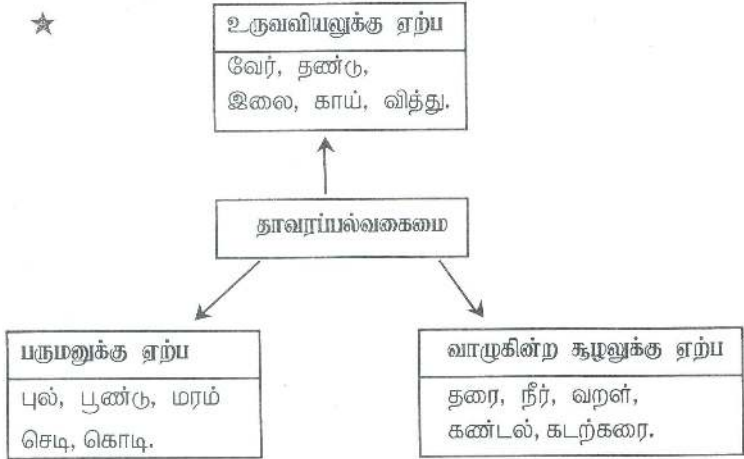 உருவவியலுக்கு ஏற்ப
வேர், தண்டு,
இலை, காய், வித்து.
தாவரப்பல்வகைமை
பருமனுக்கு ஏற்ப
புல், பூண்டு, மரம்
செடி, கொடி.
வாழுகின்ற சூழலுக்கு ஏற்ப
தரை, நீர், வறள்,
கண்டல், கடற்கரை.